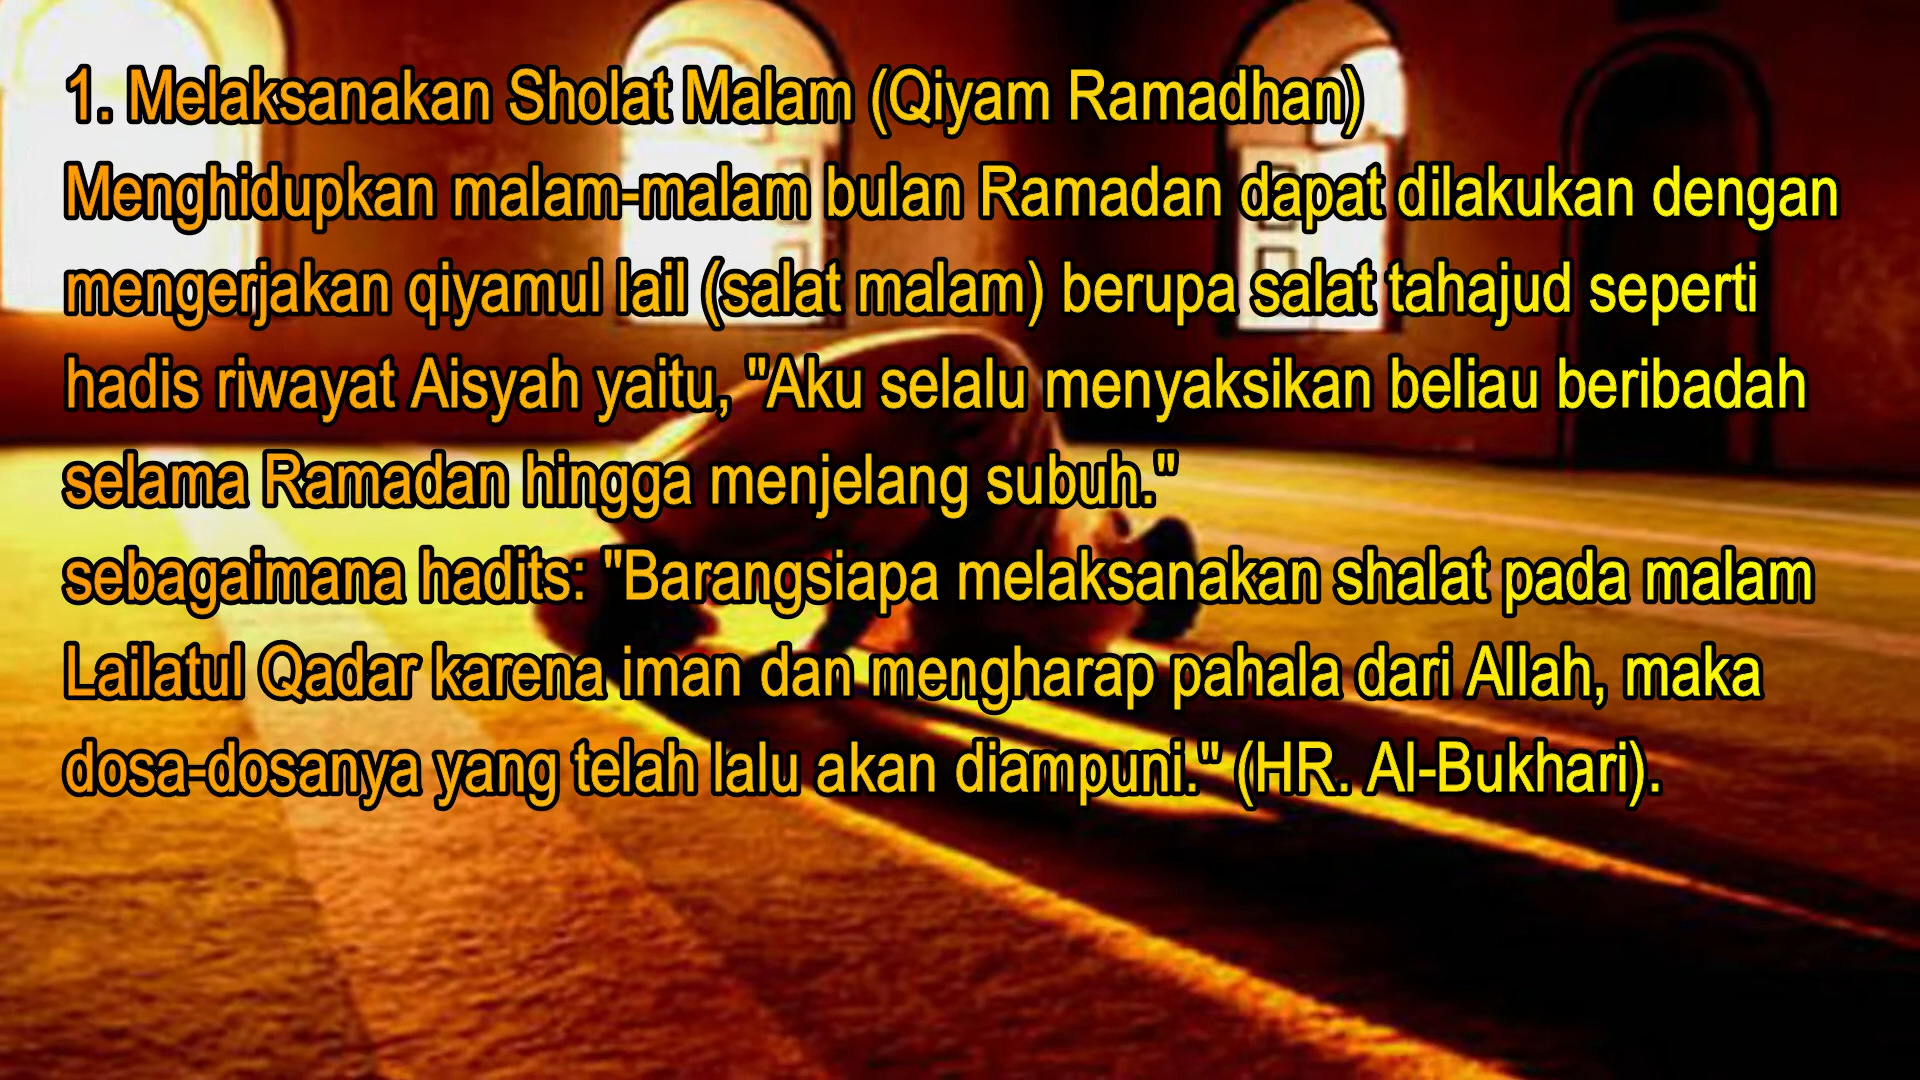 1. Melaksanakan Sholat Malam (Qiyam Ramadhan)
Menghidupkan malam-malam bulan Ramadan dapat dilakukan dengan
mengerjakan qiyamul lail (salat malam) berupa salat tahajud seperti
hadis riwayat Aisyah yaitu, "Aku selalu menyaksikan beliau beribadah
selama Ramadan hingga menjelang subuh."
sebagaimana hadits: "Barangsiapa melaksanakan shalat pada malam
Lailatul Qadar karena iman dan mengharap pahala dari Allah, maka
dosa-dosanya yang telah lalu akan diampuni." (HR. Al-Bukhari).